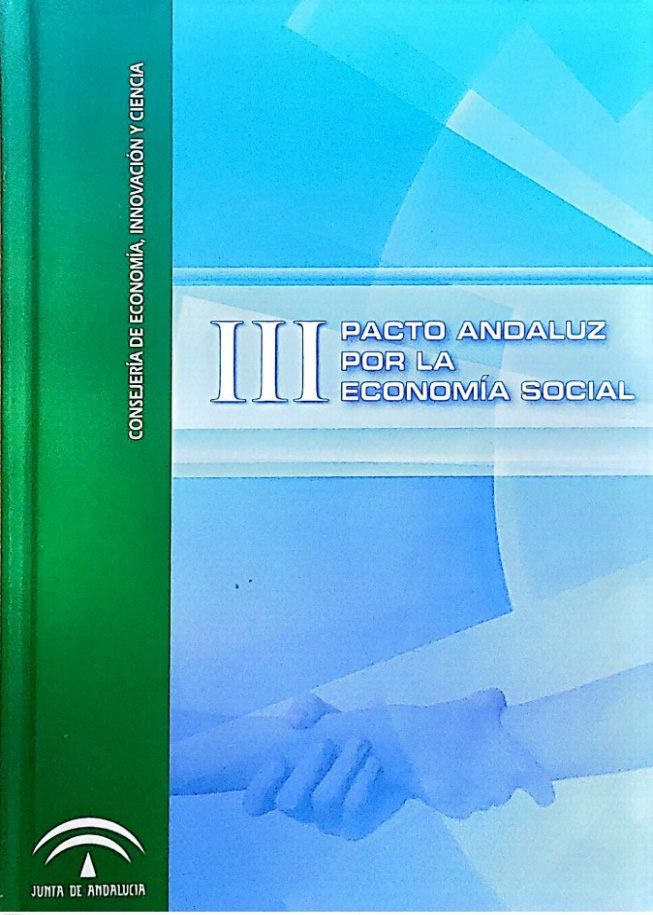 CONSEJERÍA DE ECONOMÍA, INNOVACIÓN Y CIENCIA
III PACTO ANDALUZ
POR LA
ECONOMÍA SOCIAL
JUNTA DE ANDALUCIA